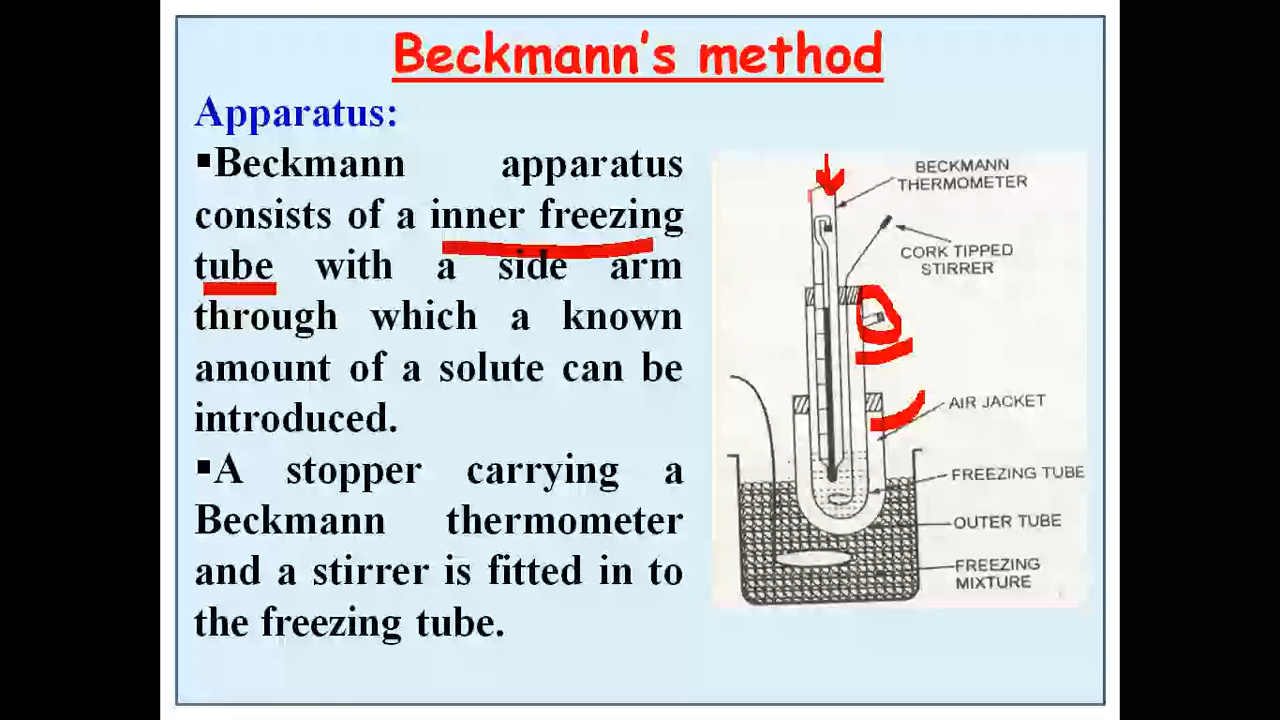 Beckmann's method
Apparatus:
▪Beckmann apparatus
consists of a inner freezing
tube with a side arm
through which a known
amount of a solute can be
introduced.
▪A stopper carrying a
Beckmann thermometer
and a stirrer is fitted in to
the freezing tube.
BECKMANN
THERMOMETER
CORK TIPPED
STIRRER
AIR JACKET
FREEZING TUBE
OUTER TUBE
FREEZING
MIXTURE